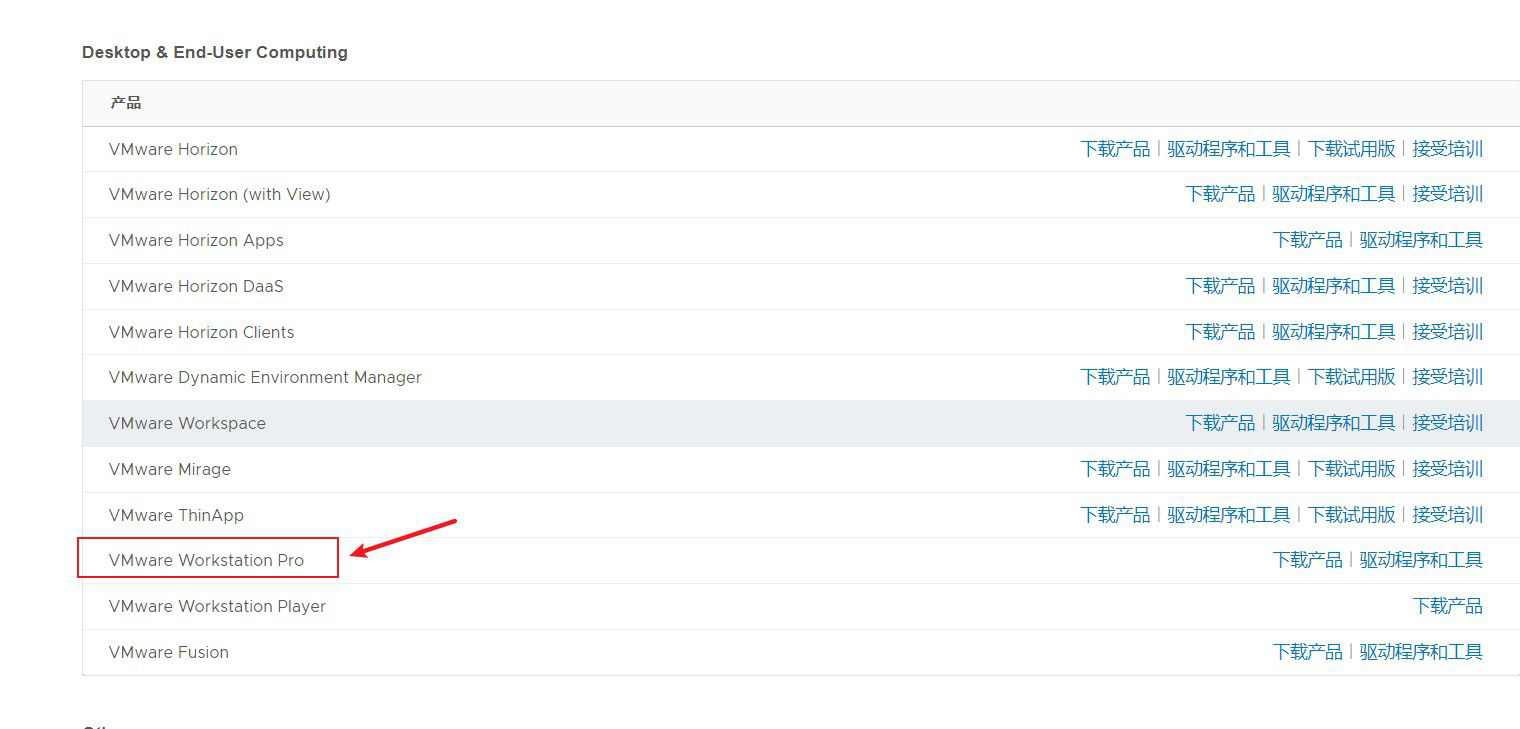 Desktop & End-User Computing
产品
VMware Horizon 下载产品 | 驱动程序和工具 | 下载试用版 | 接受培训
VMware Horizon (with View) 下载产品 | 驱动程序和工具 | 接受培训
VMware Horizon Apps 下载产品 | 驱动程序和工具
VMware Horizon DaaS 下载产品 | 驱动程序和工具 | 接受培训
VMware Horizon Clients 下载产品 | 驱动程序和工具 | 接受培训
VMware Dynamic Environment Manager 下载产品 | 驱动程序和工具 | 下载试用版 | 接受培训
VMware Workspace 下载产品 | 驱动程序和工具 | 接受培训
VMware Mirage 下载产品 | 驱动程序和工具 | 下载试用版 | 接受培训
VMware ThinApp 下载产品 | 驱动程序和工具 | 下载试用版 | 接受培训
VMware Workstation Pro 下载产品 | 驱动程序和工具
VMware Workstation Player 下载产品
VMware Fusion 下载产品 | 驱动程序和工具